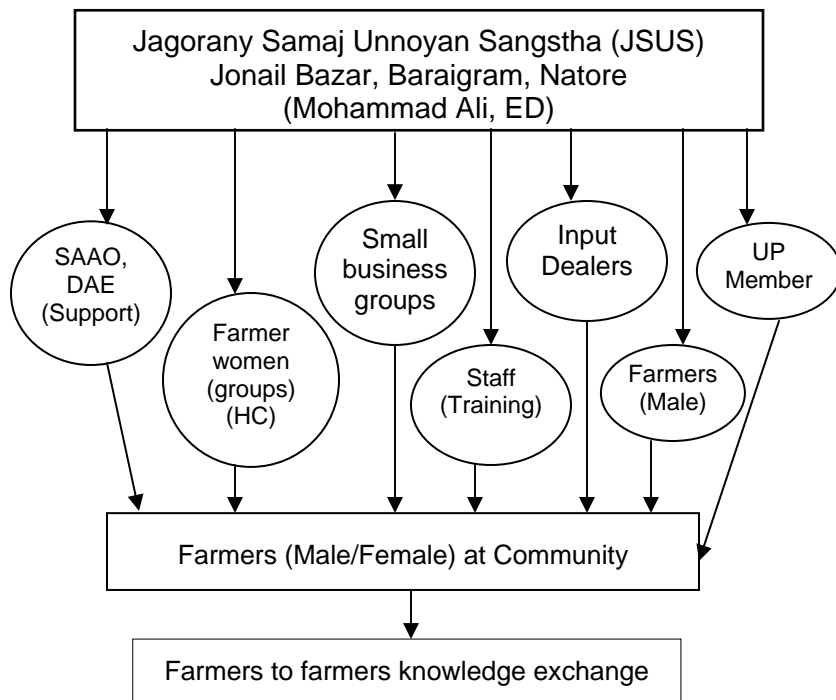 Jagorany Samaj Unnoyan Sangstha (JSUS)
Jonail Bazar, Baraigram, Natore
(Mohammad Ali, ED)
SAAO,
DAE
(Support)
Farmer
women
(groups)
(HC)
Small
business
groups
Staff
(Training)
Input
Dealers
Farmers
(Male)
UP
Member
Farmers (Male/Female) at Community
Farmers to farmers knowledge exchange